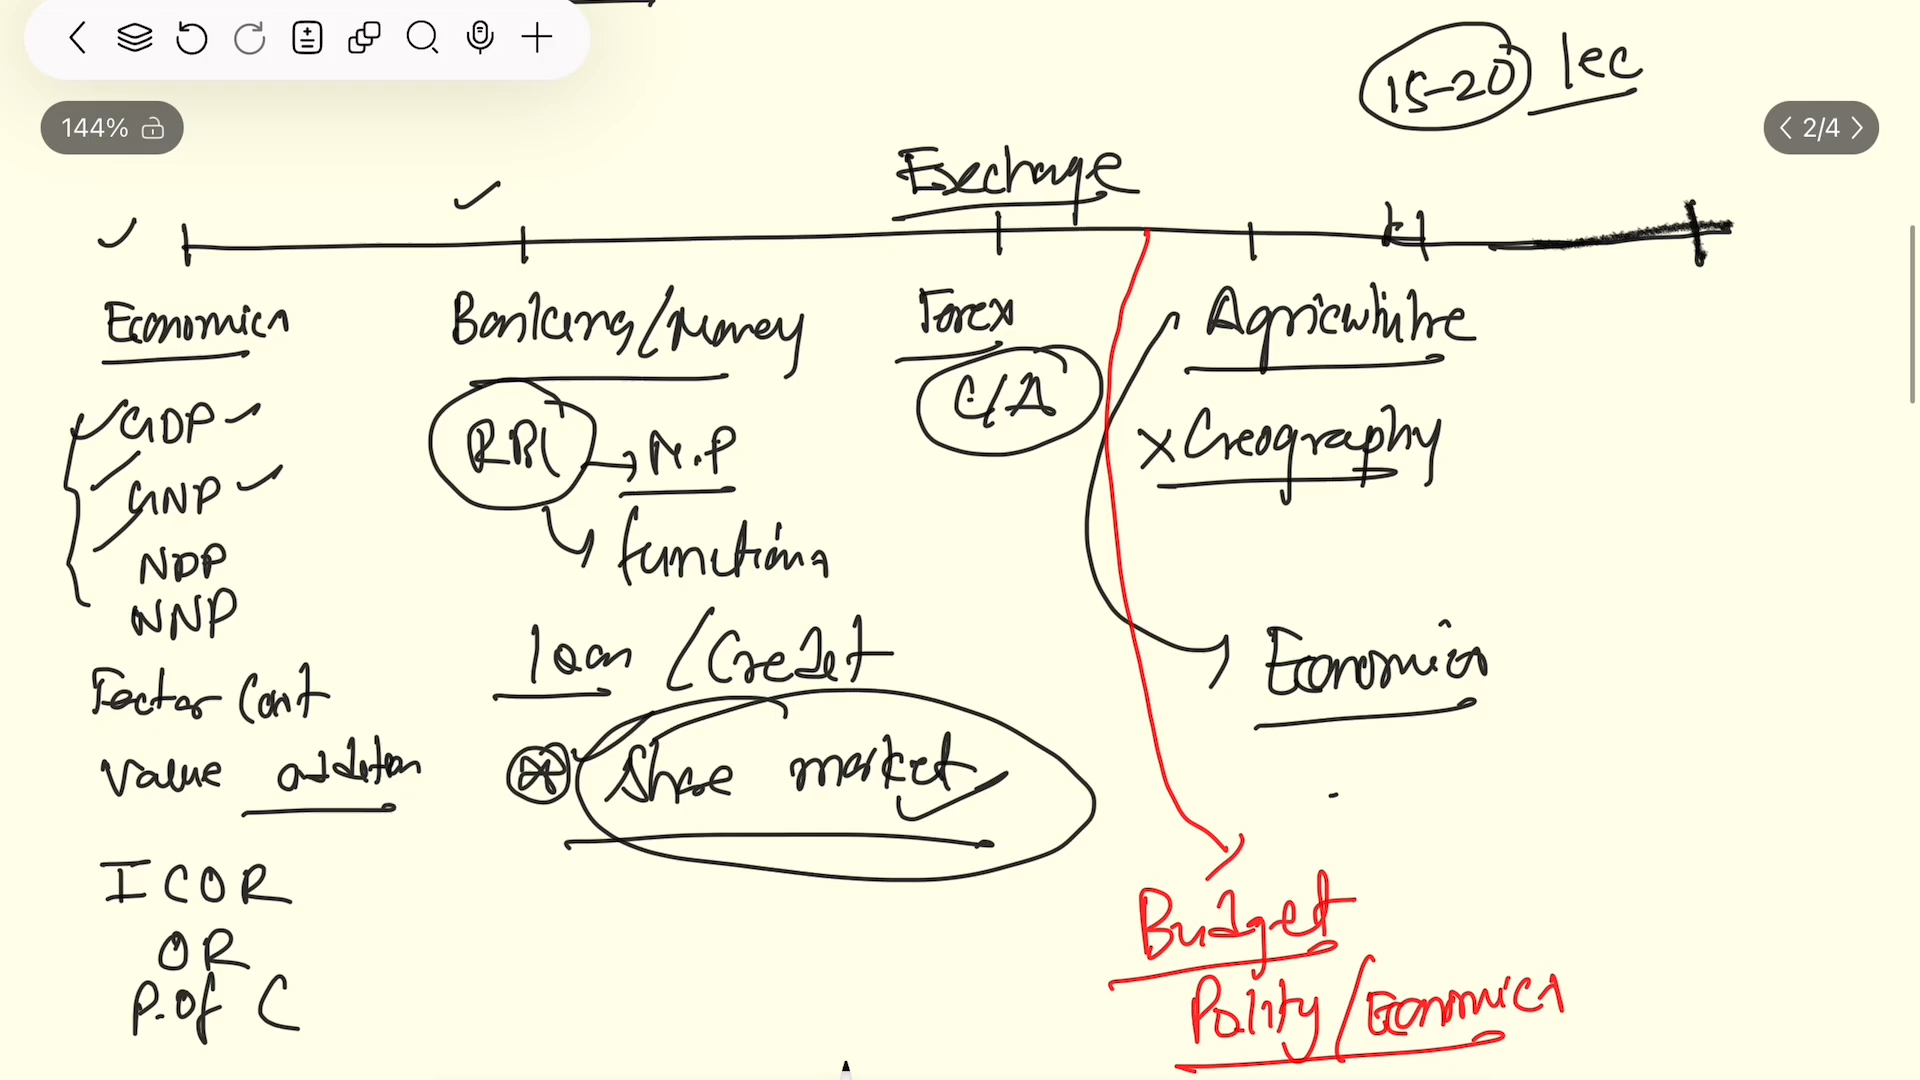 144%
2/4
15-20 lec
Exchange
Economics
GDP
GNP
NDP
NNP
Factor Cost
Value addition
ICOR
OR
P.of C
Banking/Money
RBI → M.P
functions
loan / Credit
Share market
Forex
C/A
Agriculture
x Geography
Economics
Budget
Polity/Economics